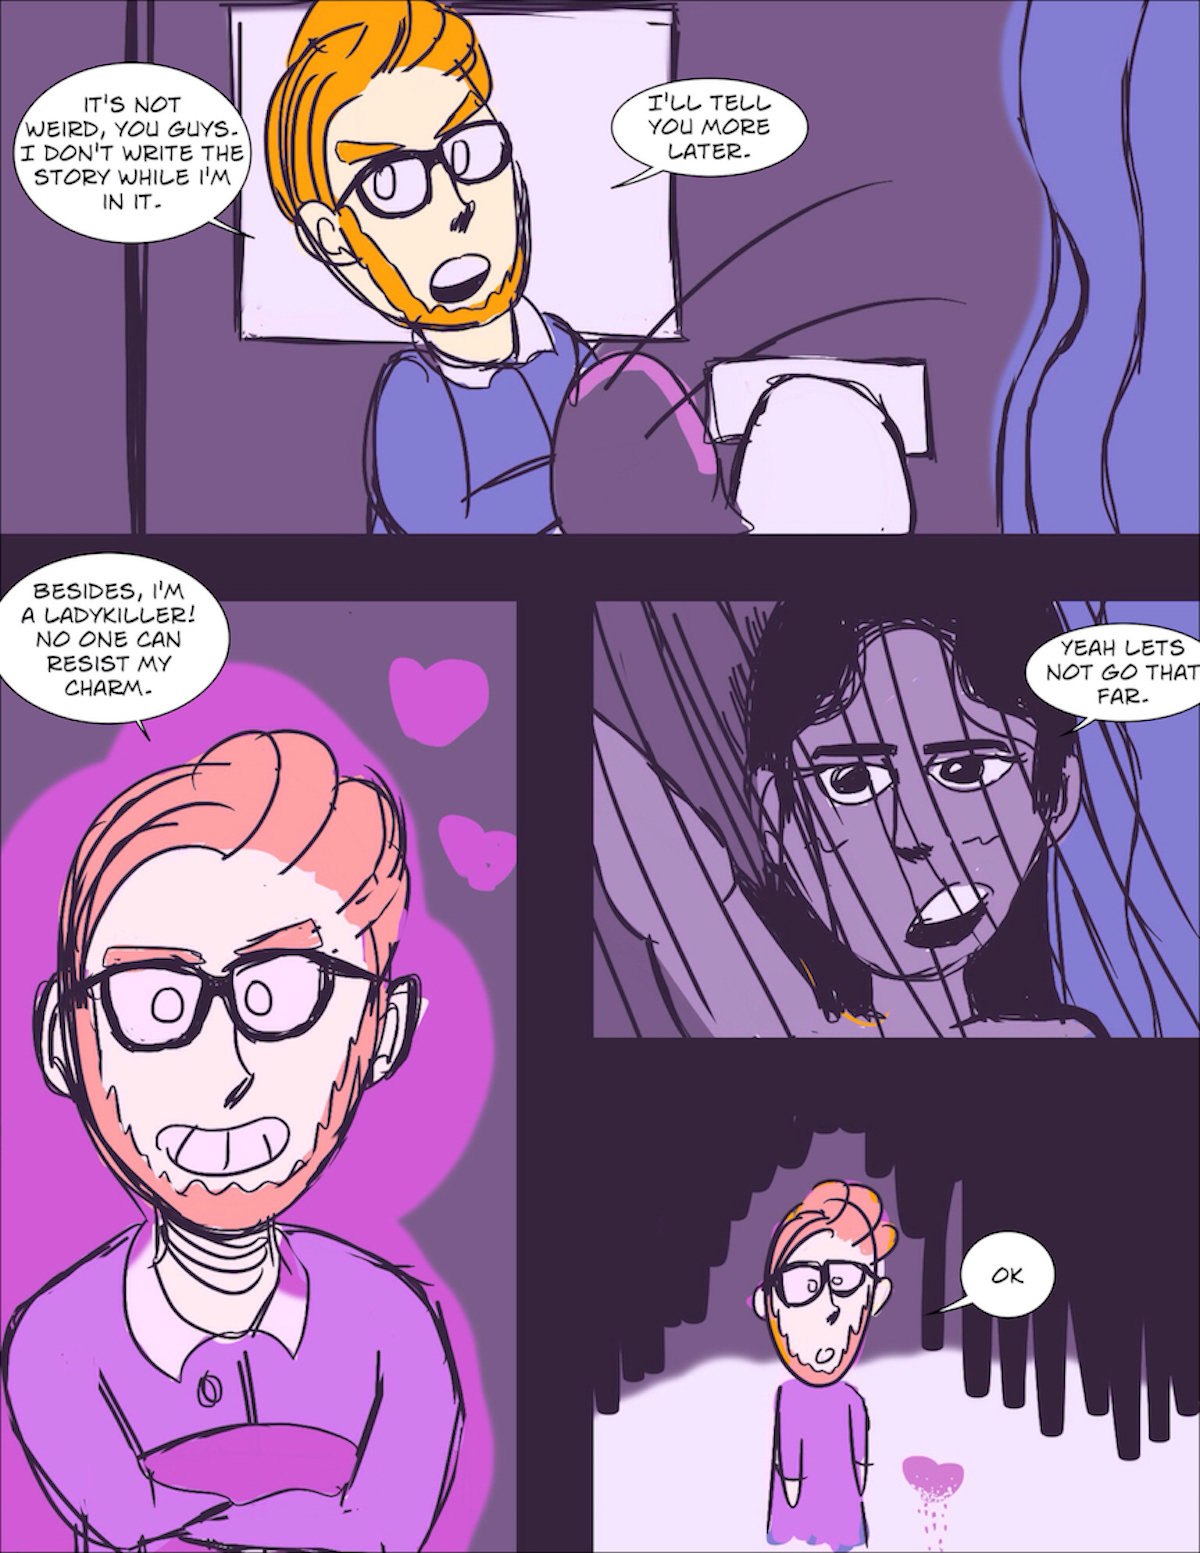 IT'S NOT
WEIRD, YOU GUYS.
I DON'T WRITE THE
STORY WHILE I'M
IN IT.
I'LL TELL
YOU MORE
LATER.
BESIDES, I'M
A LADYKILLER!
NO ONE CAN
RESIST MY
CHARM.
YEAH LETS
NOT GO THAT
FAR.
OK